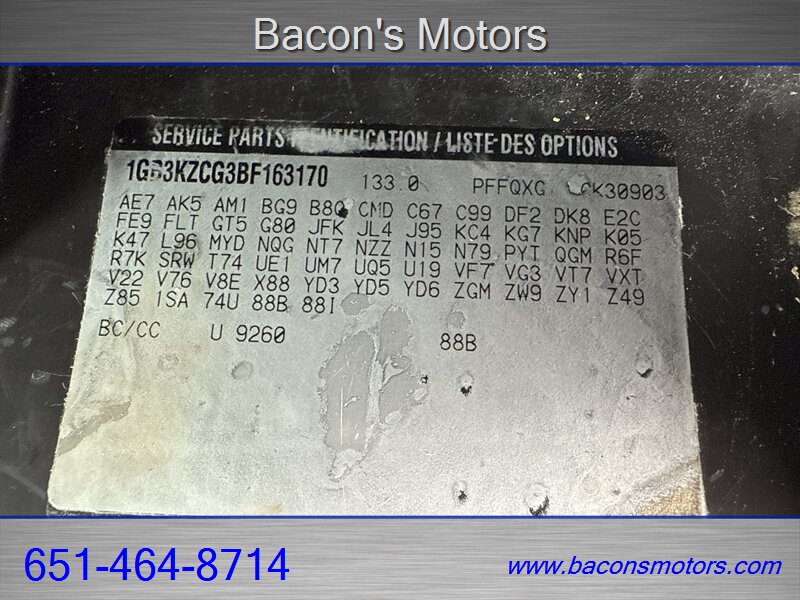 Bacon's Motors
SERVICE PARTS IDENTIFICATION / LISTE DES OPTIONS
1GB3KZCG3BF163170 133.0 PFFQXG CK30903
AE7 AK5 AM1 BG9 B80 CMD C67 C99 DF2 DK8 E2C
FE9 FLT GT5 G80 JFK JL4 J95 KC4 KG7 KNP K05
K47 L96 MYD NQG NT7 NZZ N15 N79 PYT QGM R6F
R7K SRW T74 UE1 UM7 UQ5 U19 VF7 VG3 VT7 VXT
V22 V76 V8E X88 YD3 YD5 YD6 ZGM ZW9 ZY1 Z49
Z85 1SA 74U 88B 88I
BC/CC U 9260 88B
651-464-8714
www.baconsmotors.com